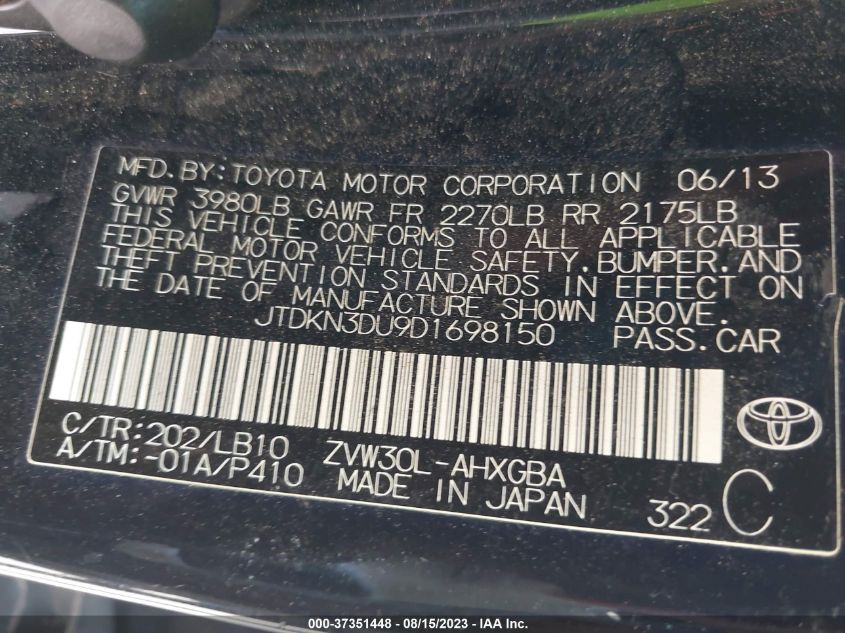 MFD.BY:TOYOTA MOTOR CORPORATION 06/13
GVWR 3980LB GAWR FR 2270LB RR 2175LB
THIS VEHICLE CONFORMS TO ALL APPLICABLE
FEDERAL MOTOR VEHICLE SAFETY.BUMPER.AND
THEFT PREVENTION STANDARDS IN EFFECT ON
THE DATE OF MANUFACTURE SHOWN ABOVE.
JTDKN3DU9D1698150 PASS.CAR
C/TR:202/LB10 ZVW30L-AHXGBA
A/TM:-01A/P410 MADE IN JAPAN 322 C
000-37351448 - 08/15/2023 - IAA Inc.